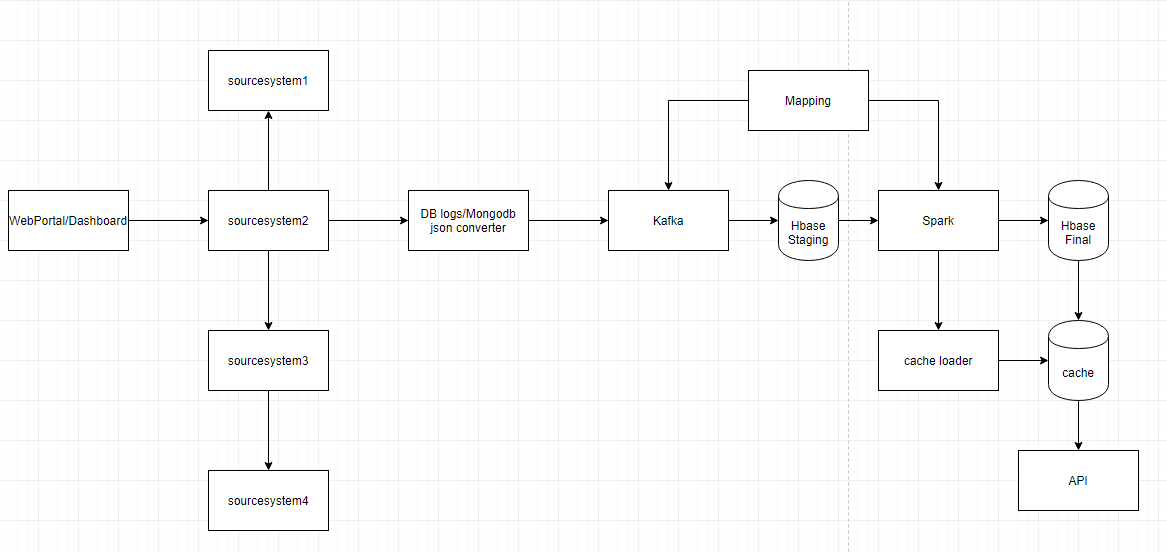 sourcesystem1
Mapping
WebPortal/Dashboard
sourcesystem2
DB logs/Mongodb
json converter
Kafka
Hbase
Staging
Spark
Hbase
Final
sourcesystem3
cache loader
cache
sourcesystem4
API